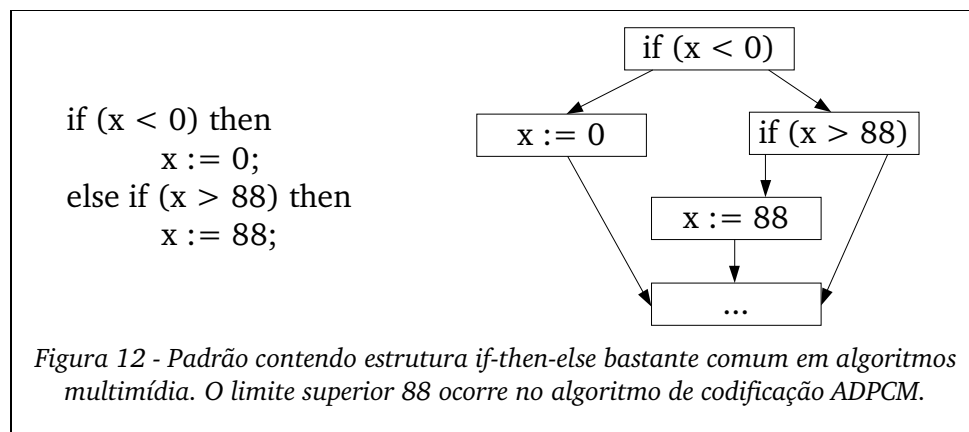 if (x < 0) then
x := 0;
else if (x > 88) then
x := 88;
if (x < 0)
x := 0
if (x > 88)
x := 88
...
Figura 12 - Padrão contendo estrutura if-then-else bastante comum em algoritmos
multimídia. O limite superior 88 ocorre no algoritmo de codificação ADPCM.